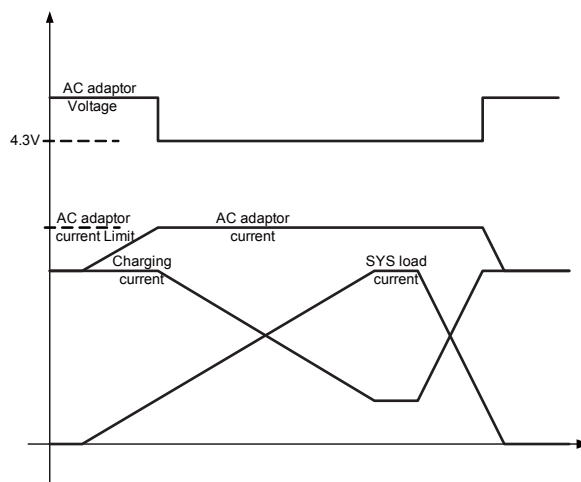 AC adaptor
Voltage
4.3V
AC adaptor
current Limit
AC adaptor
current
Charging
current
SYS load
current